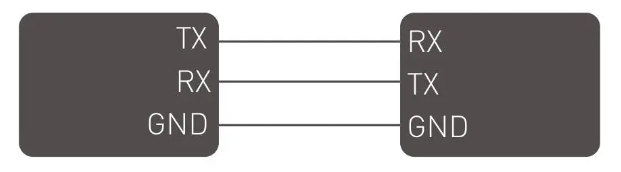 TX RX
RX TX
GND GND